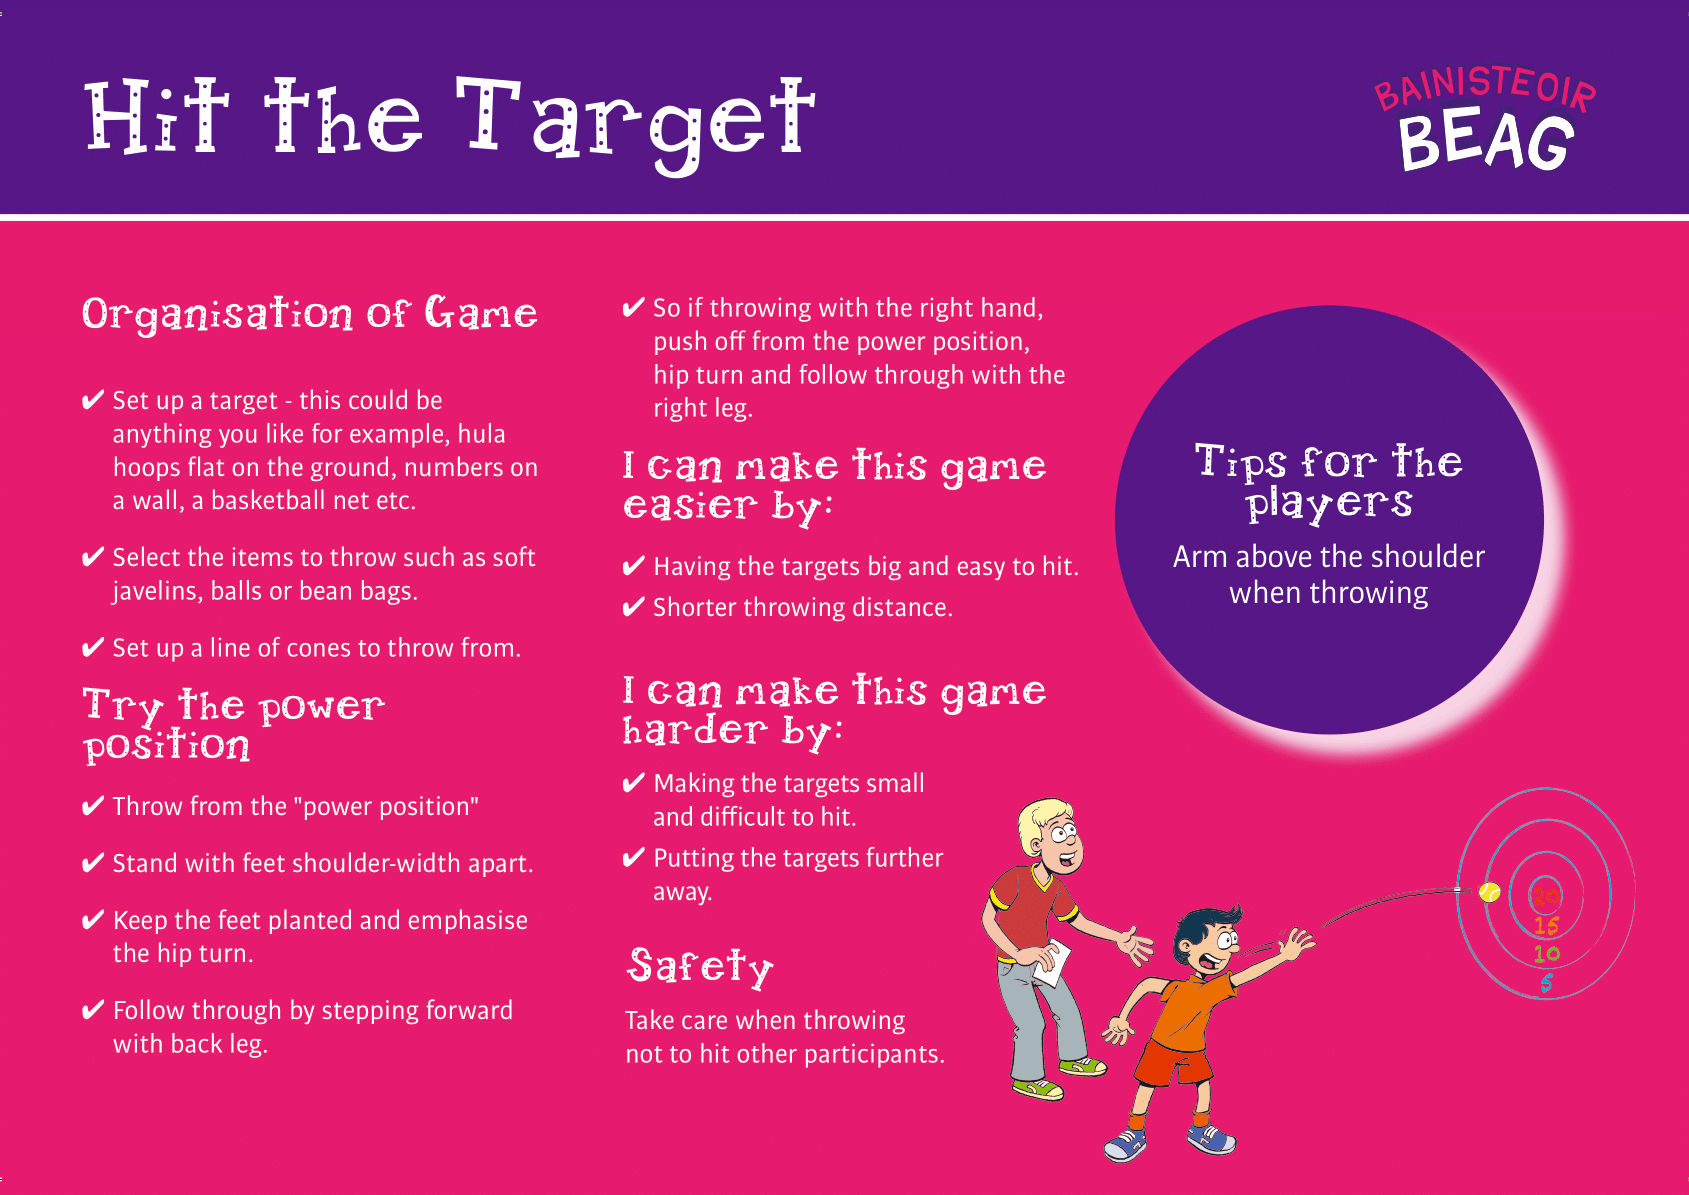 Hit the Target
BAINISTEOIR
BEAG
Organisation of Game
✔ Set up a target - this could be
anything you like for example, hula
hoops flat on the ground, numbers on
a wall, a basketball net etc.
✔ Select the items to throw such as soft
javelins, balls or bean bags.
✔ Set up a line of cones to throw from.
Try the power
position
✔ Throw from the "power position"
✔ Stand with feet shoulder-width apart.
✔ Keep the feet planted and emphasise
the hip turn.
✔ Follow through by stepping forward
with back leg.
✔ So if throwing with the right hand,
push off from the power position,
hip turn and follow through with the
right leg.
I can make this game
easier by:
✔ Having the targets big and easy to hit.
✔ Shorter throwing distance.
I can make this game
harder by:
✔ Making the targets small
and difficult to hit.
✔ Putting the targets further
away.
Safety
Take care when throwing
not to hit other participants.
Tips for the
players
Arm above the shoulder
when throwing
20
15
10
5